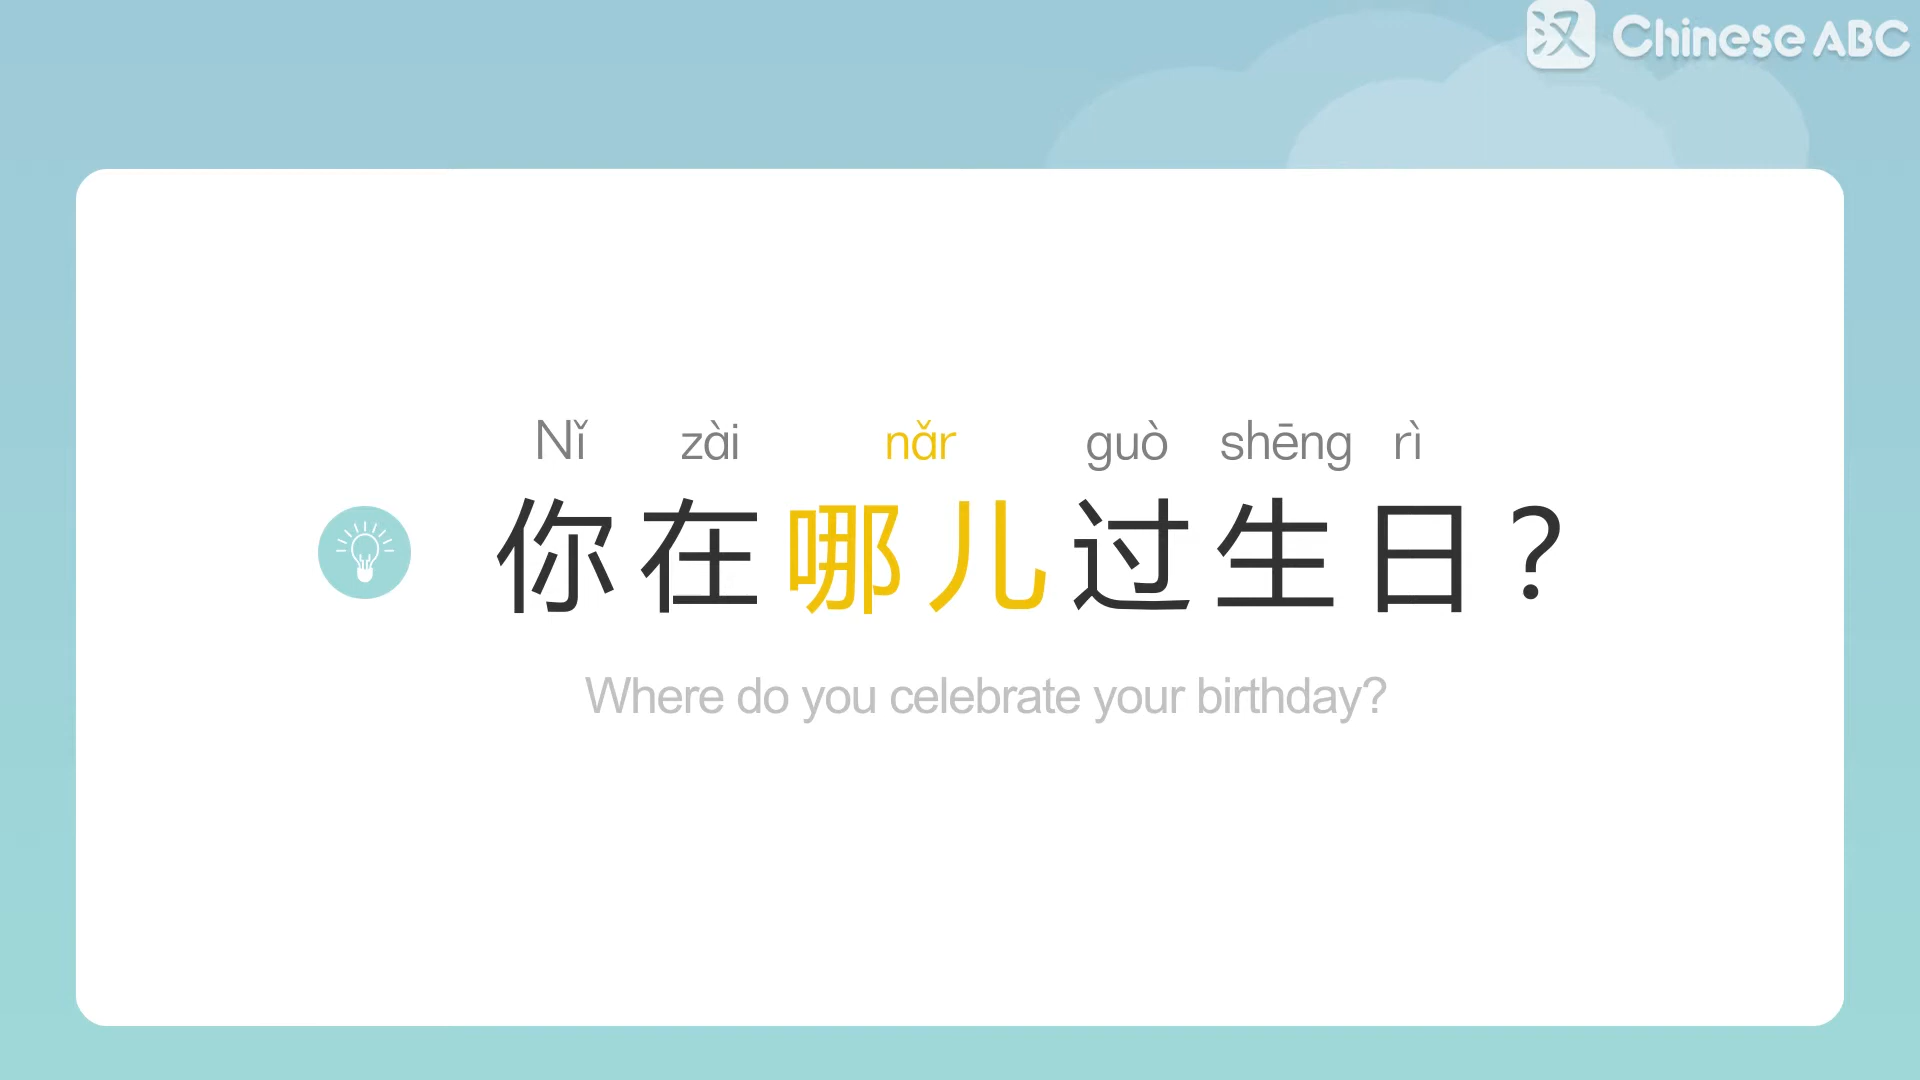 汉 Chinese ABC
Nǐ zài nǎr guò shēng rì
你在哪儿过生日？
Where do you celebrate your birthday?